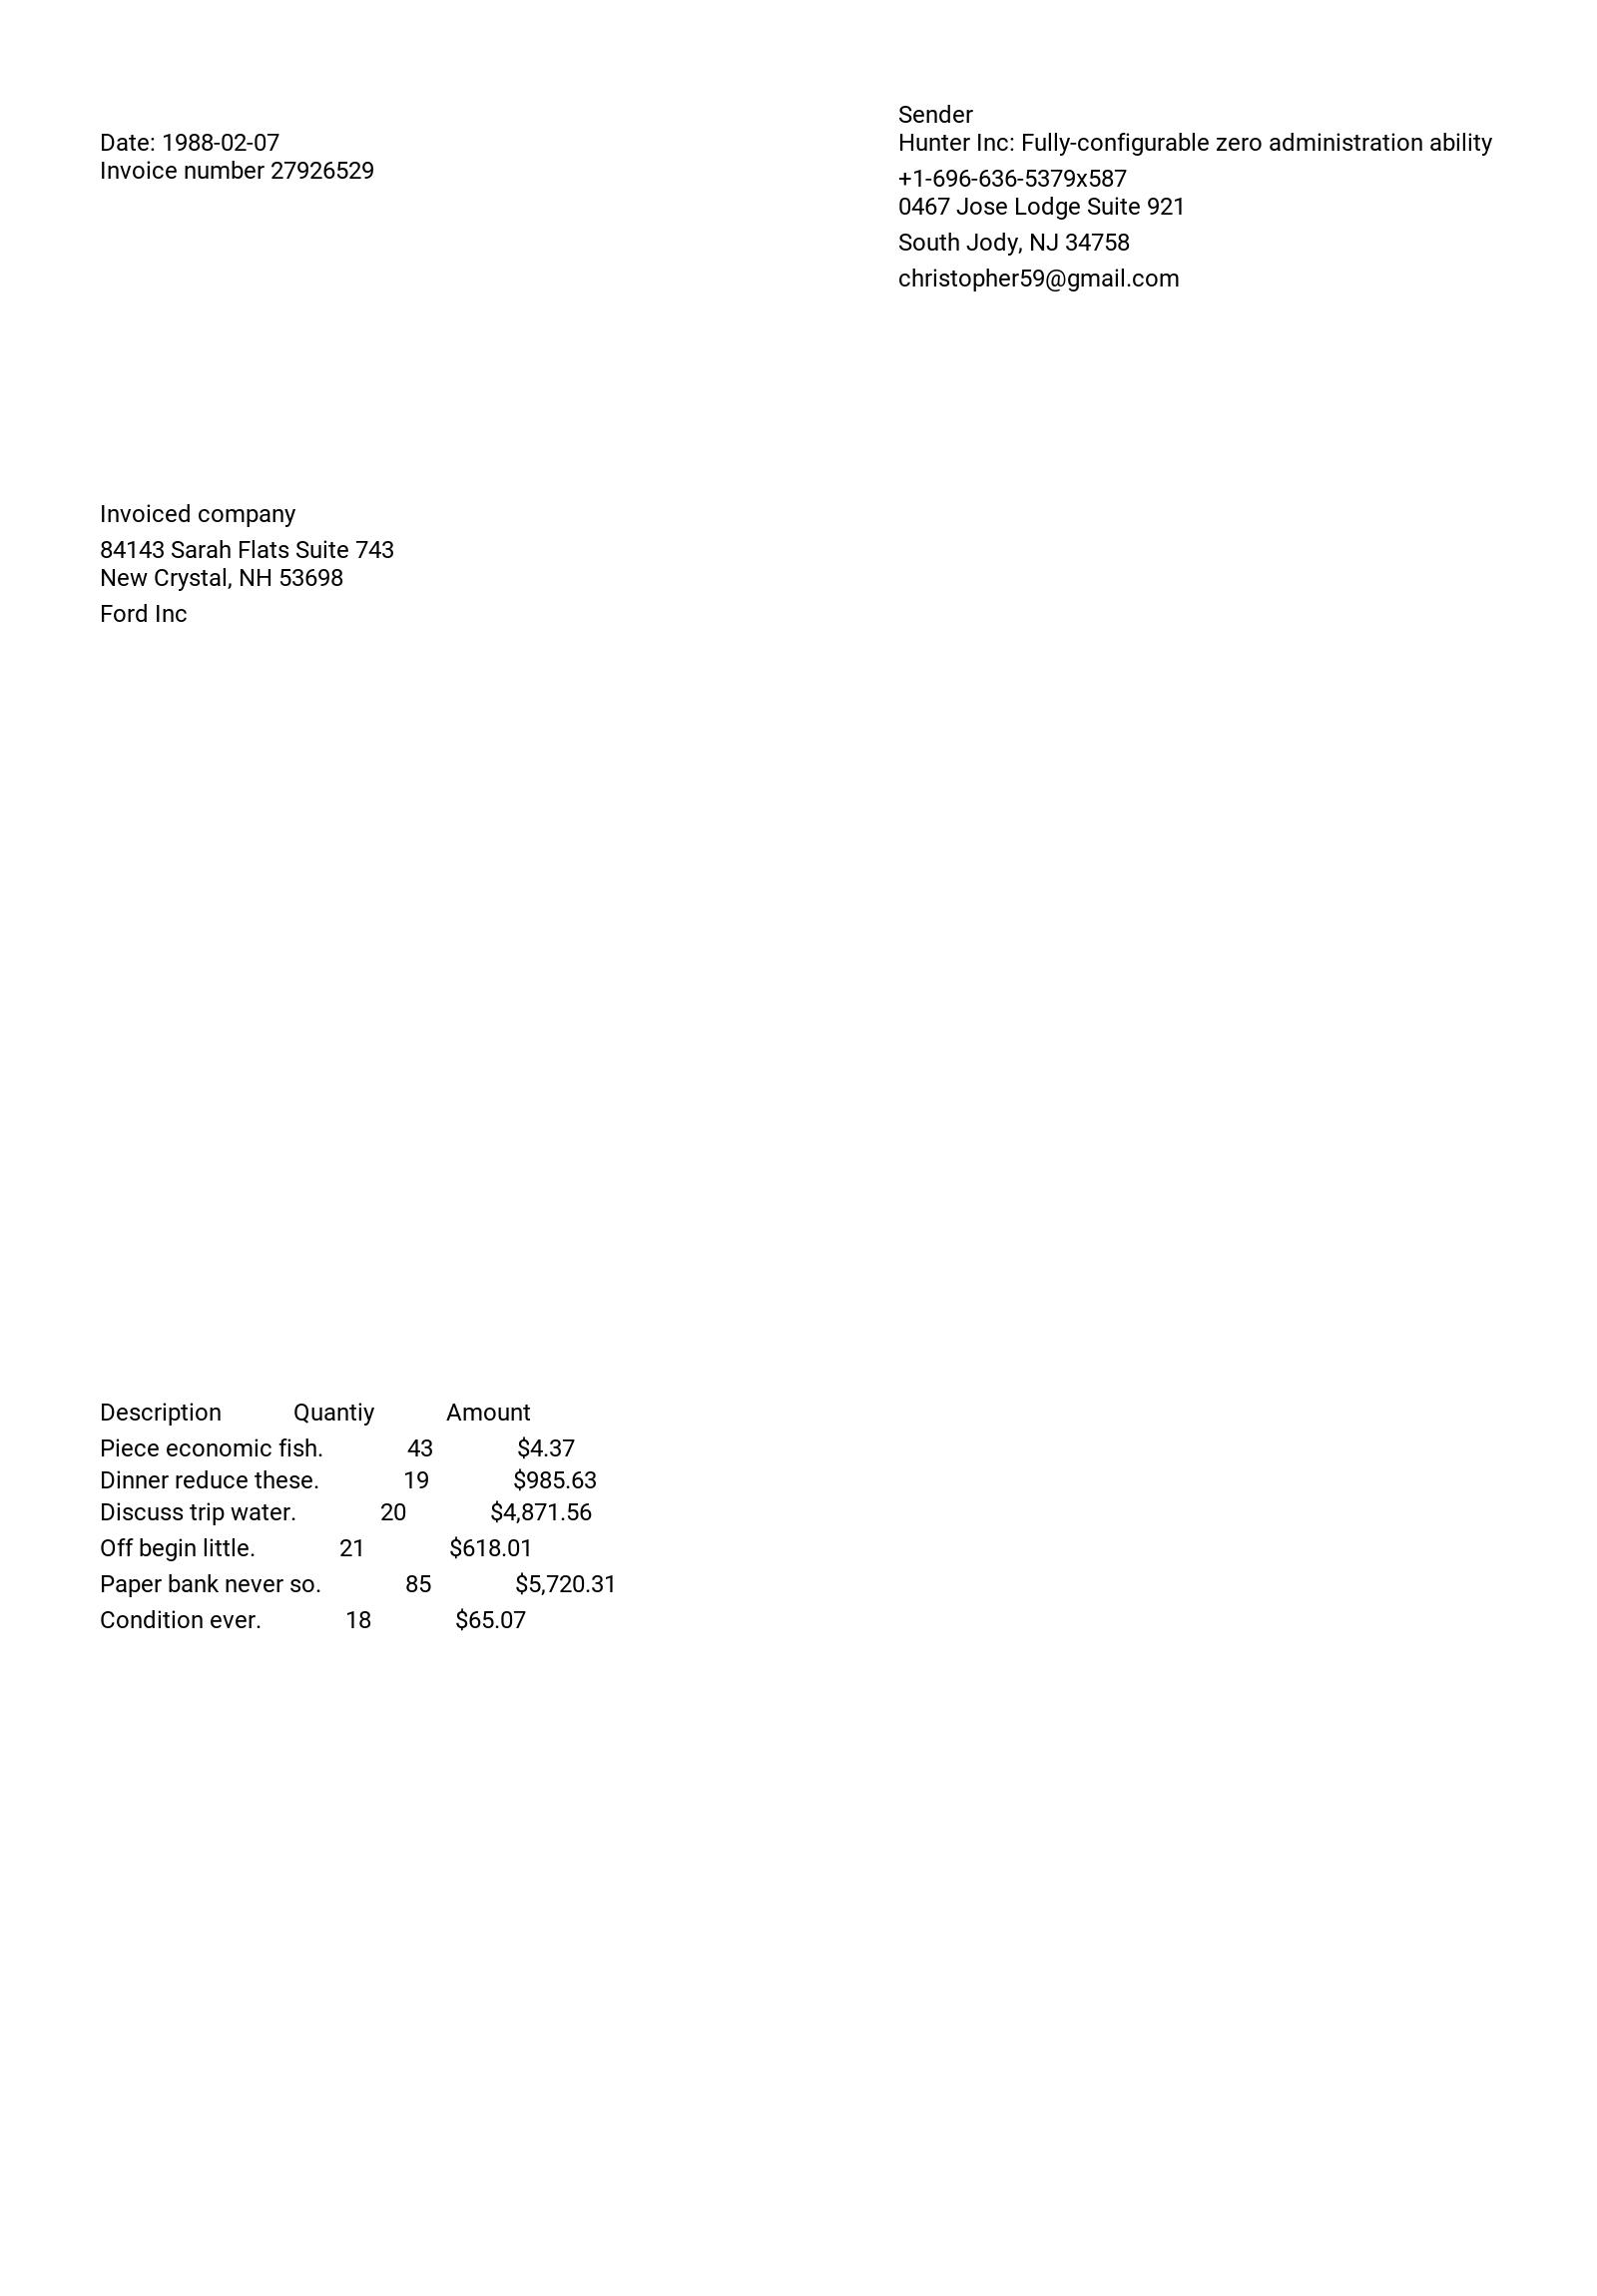 Date: 1988-02-07
Invoice number 27926529
Sender
Hunter Inc: Fully-configurable zero administration ability
+1-696-636-5379x587
0467 Jose Lodge Suite 921
South Jody, NJ 34758
christopher59@gmail.com
Invoiced company
84143 Sarah Flats Suite 743
New Crystal, NH 53698
Ford Inc
Description Quantiy Amount
Piece economic fish. 43 $4.37
Dinner reduce these. 19 $985.63
Discuss trip water. 20 $4,871.56
Off begin little. 21 $618.01
Paper bank never so. 85 $5,720.31
Condition ever. 18 $65.07